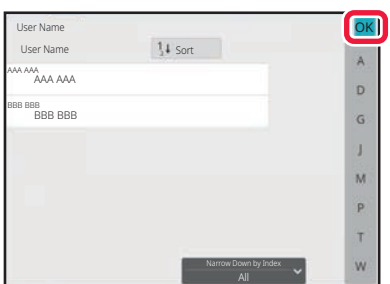 User Name
OK
User Name
Sort
A
AAA AAA
AAA AAA
D
BBB BBB
BBB BBB
G
J
M
P
T
Narrow Down by Index
All
W